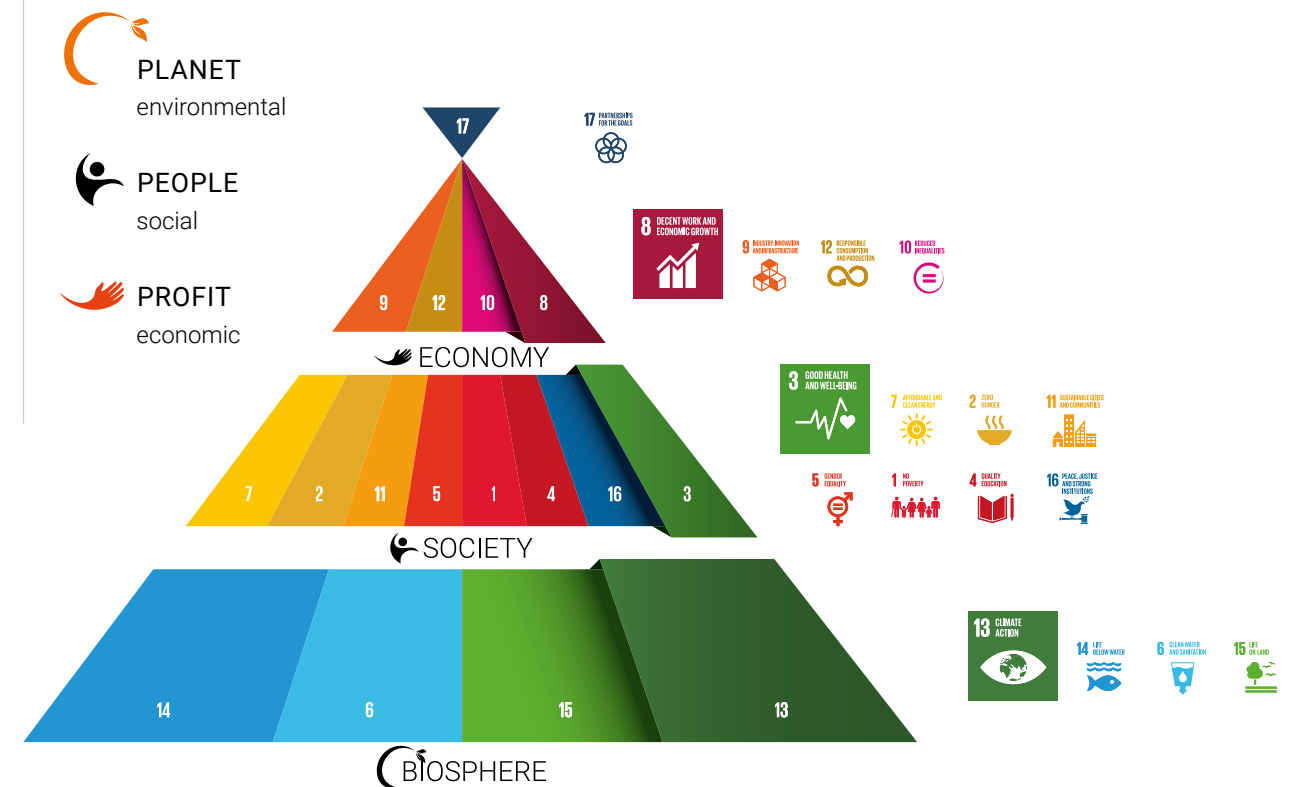 PLANET
environmental
PEOPLE
social
PROFIT
economic
17
17 PARTNERSHIPS
FOR THE GOALS
9
12
10
8
8 DECENT WORK AND
ECONOMIC GROWTH
9 INDUSTRY, INNOVATION
AND INFRASTRUCTURE
12 RESPONSIBLE
CONSUMPTION
AND PRODUCTION
10 REDUCED
INEQUALITIES
ECONOMY
7
2
11
5
1
4
16
3
3 GOOD HEALTH
AND WELL-BEING
7 AFFORDABLE AND
CLEAN ENERGY
2 ZERO
HUNGER
11 SUSTAINABLE CITIES
AND COMMUNITIES
5 GENDER
EQUALITY
1 NO
POVERTY
4 QUALITY
EDUCATION
16 PEACE, JUSTICE
AND STRONG
INSTITUTIONS
SOCIETY
14
6
15
13
13 CLIMATE
ACTION
14 LIFE
BELOW WATER
6 CLEAN WATER
AND SANITATION
15 LIFE
ON LAND
BIOSPHERE